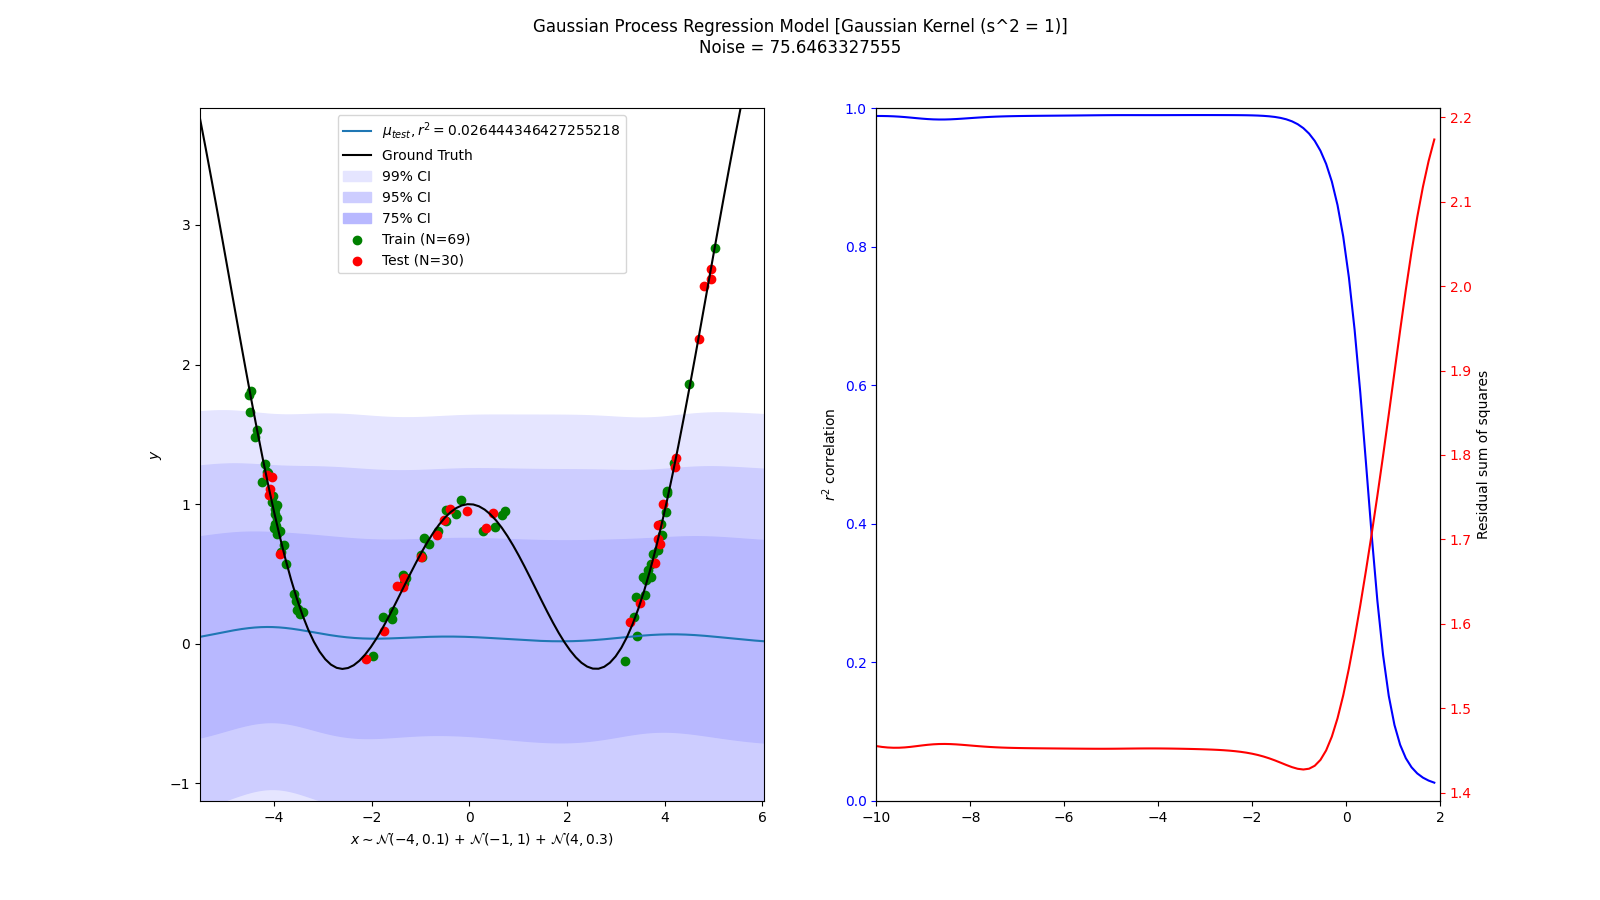 Gaussian Process Regression Model [Gaussian Kernel (s^2 = 1)]
Noise = 75.6463327555
μ_test, r² = 0.026444346427255218
Ground Truth
99% CI
95% CI
75% CI
Train (N=69)
Test (N=30)
3
2
1
0
−1
y
−4
−2
0
2
4
6
x ∼ 𝒩(−4, 0.1) + 𝒩(−1, 1) + 𝒩(4, 0.3)
1.0
0.8
0.6
0.4
0.2
0.0
r² correlation
−10
−8
−6
−4
−2
0
2
2.2
2.1
2.0
1.9
1.8
1.7
1.6
1.5
1.4
Residual sum of squares